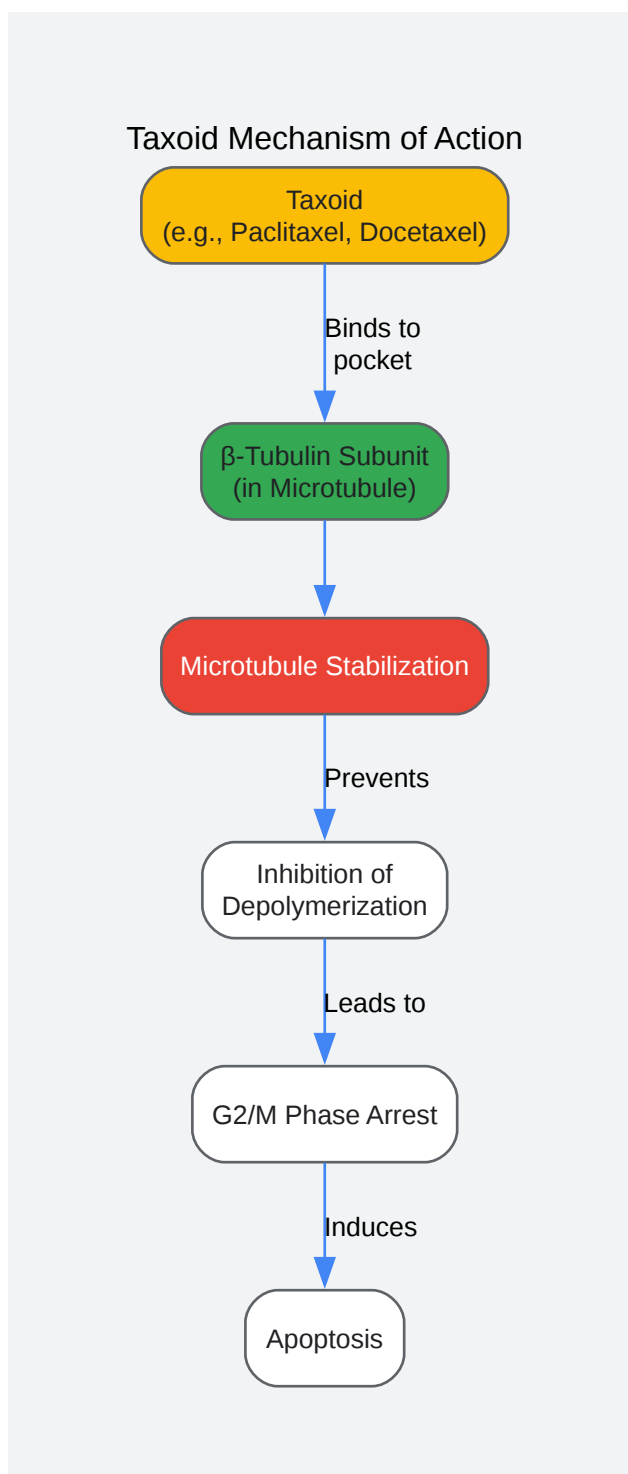 Taxoid Mechanism of Action
Taxoid
(e.g., Paclitaxel, Docetaxel)
Binds to
pocket
β-Tubulin Subunit
(in Microtubule)
Microtubule Stabilization
Prevents
Inhibition of
Depolymerization
Leads to
G2/M Phase Arrest
Induces
Apoptosis